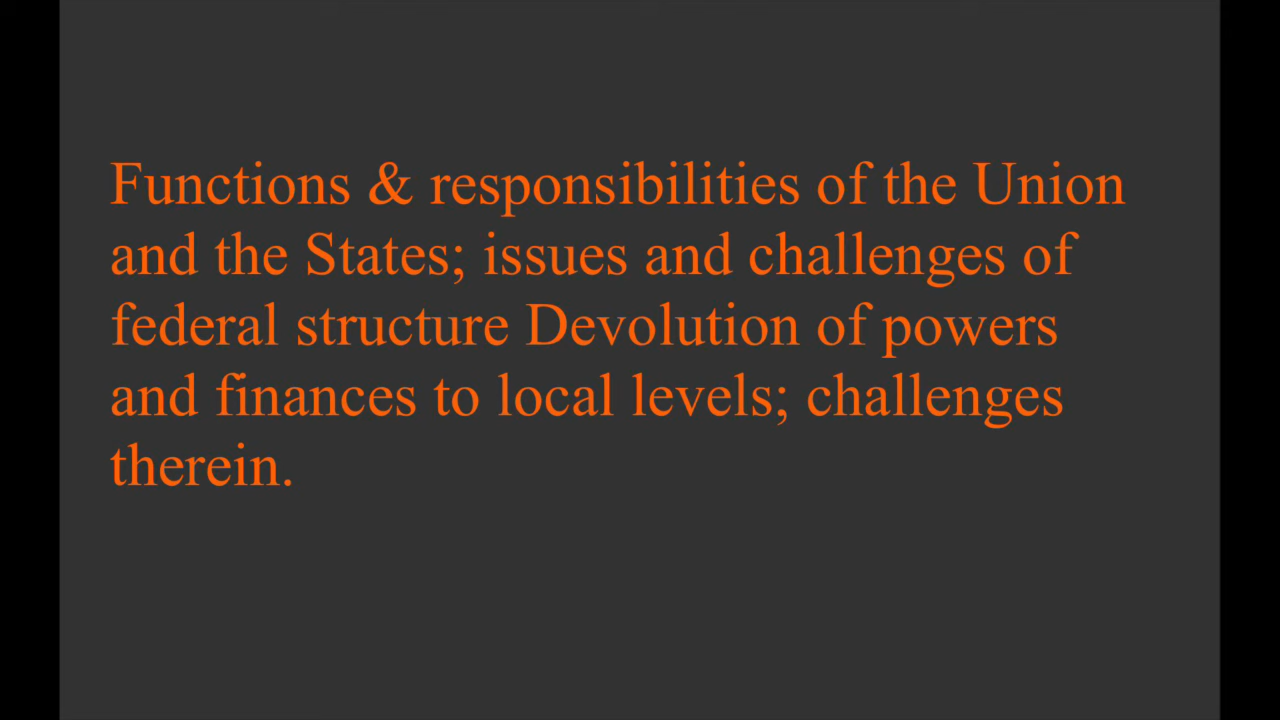 Functions & responsibilities of the Union
and the States; issues and challenges of
federal structure Devolution of powers
and finances to local levels; challenges
therein.